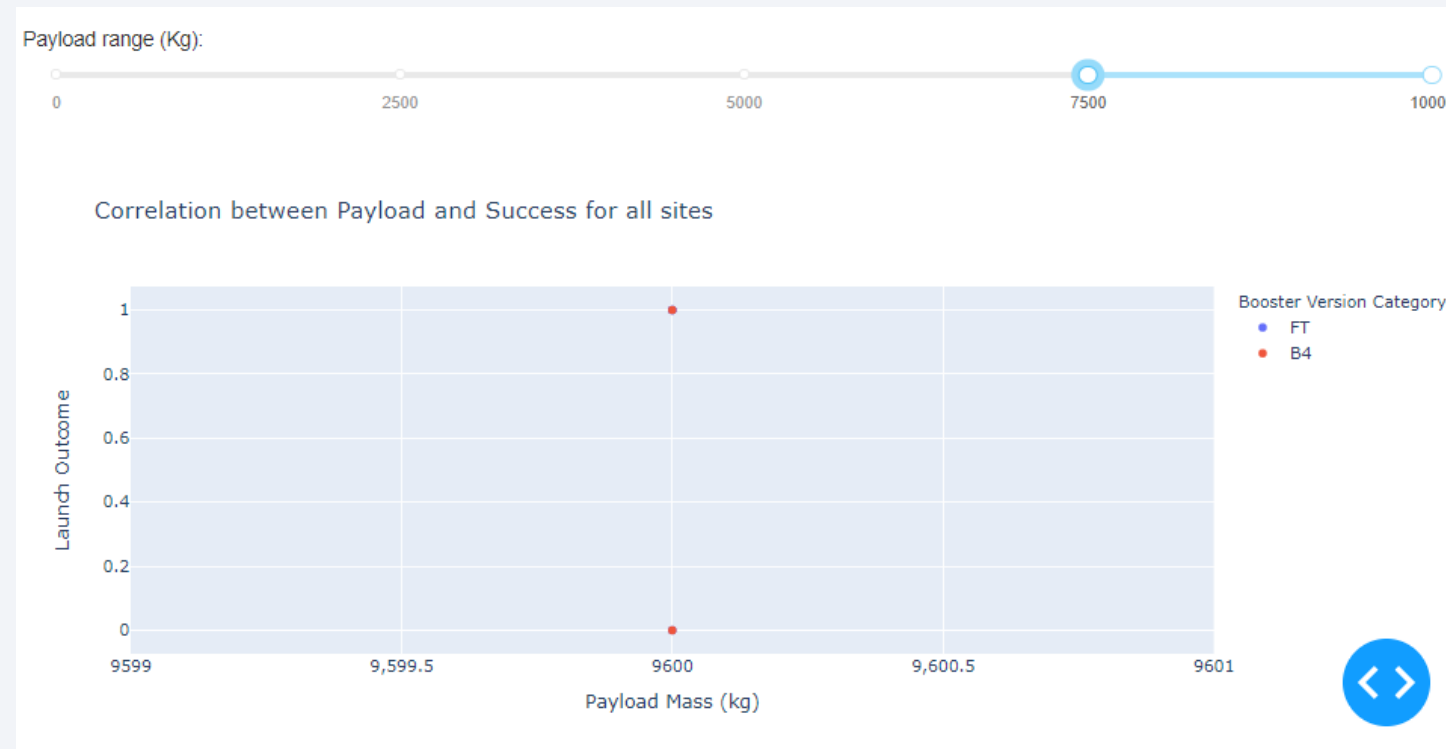 Payload range (Kg):
0 2500 5000 7500 1000
Correlation between Payload and Success for all sites
Booster Version Category
FT
B4
1
0.8
0.6
0.4
0.2
0
Launch Outcome
9599 9,599.5 9600 9,600.5 9601
Payload Mass (kg)